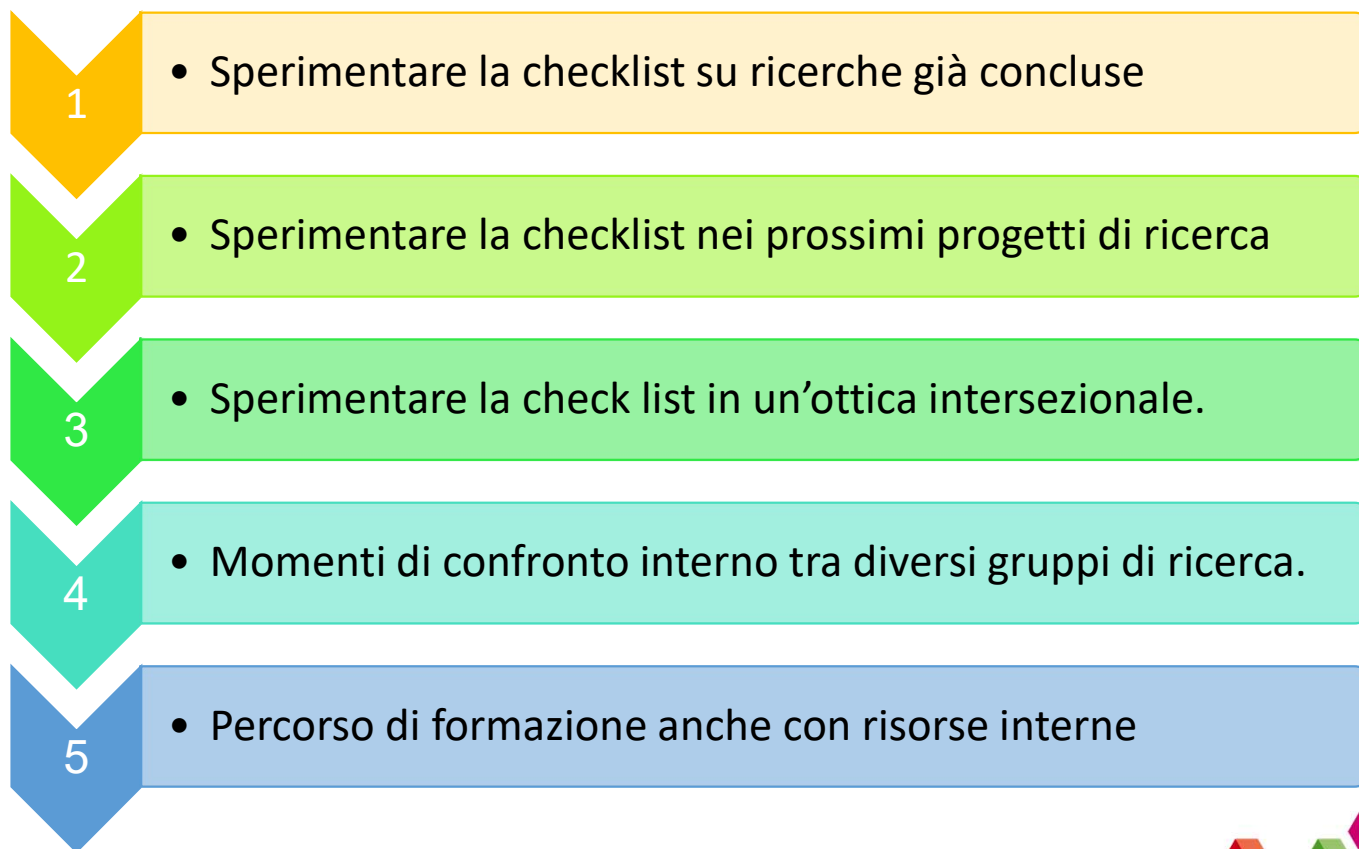 1
• Sperimentare la checklist su ricerche già concluse
2
• Sperimentare la checklist nei prossimi progetti di ricerca
3
• Sperimentare la check list in un’ottica intersezionale.
4
• Momenti di confronto interno tra diversi gruppi di ricerca.
5
• Percorso di formazione anche con risorse interne